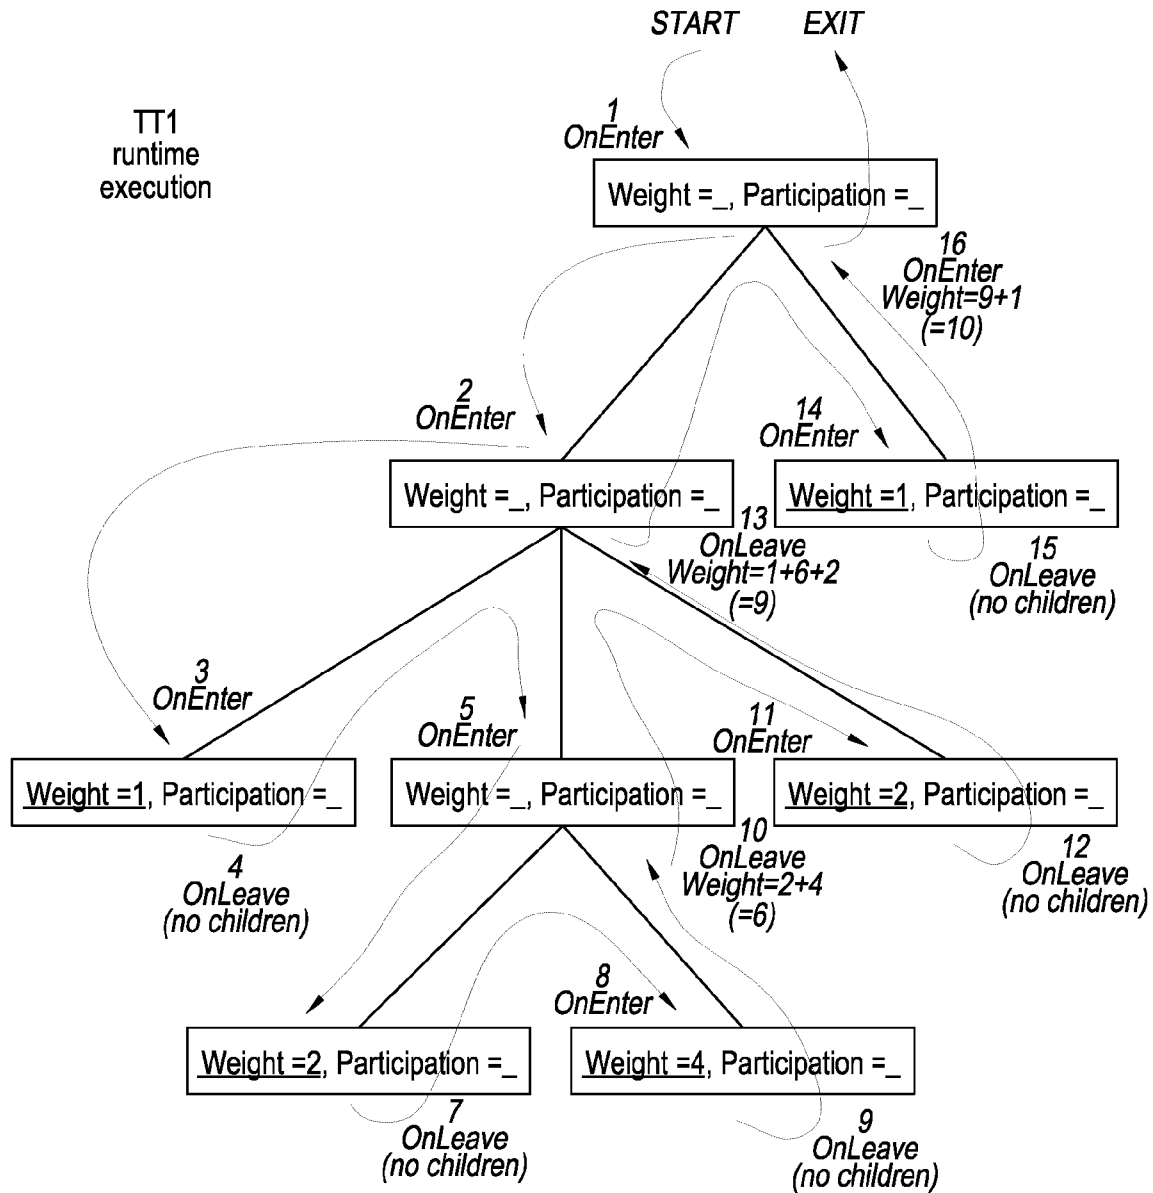 START EXIT
TT1
runtime
execution
1
OnEnter
Weight =_, Participation =_
16
OnEnter
Weight=9+1
(=10)
2
OnEnter
14
OnEnter
Weight =_, Participation =_
Weight =1, Participation =_
13
OnLeave
Weight=1+6+2
(=9)
15
OnLeave
(no children)
3
OnEnter
5
OnEnter
11
OnEnter
Weight =1, Participation =_
Weight =_, Participation =_
Weight =2, Participation =_
4
OnLeave
(no children)
10
OnLeave
Weight=2+4
(=6)
12
OnLeave
(no children)
8
OnEnter
Weight =2, Participation =_
Weight =4, Participation =_
7
OnLeave
(no children)
9
OnLeave
(no children)